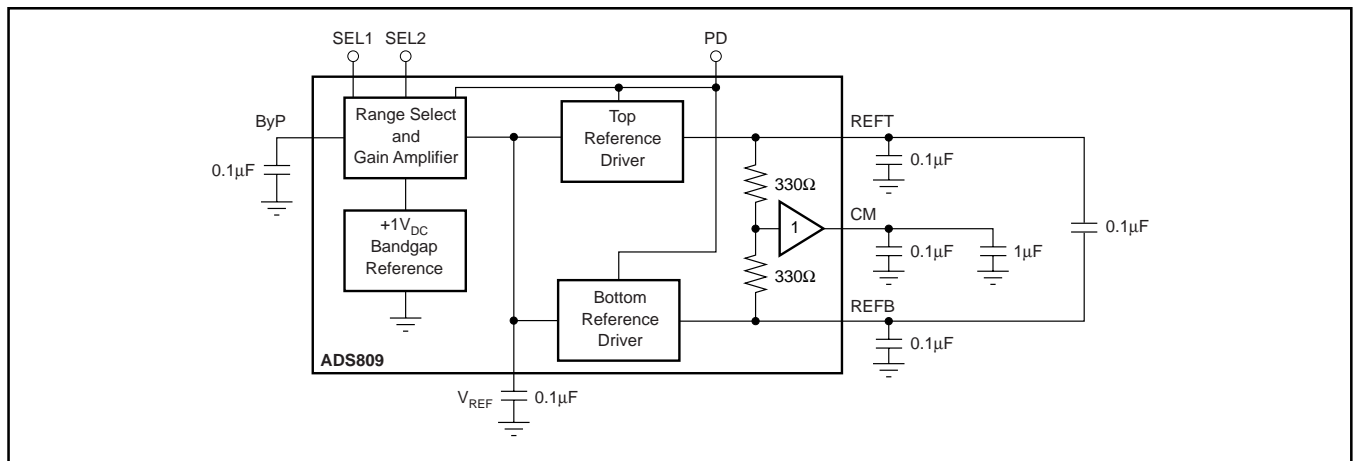 SEL1 SEL2 PD
ByP
Range Select
and
Gain Amplifier
Top
Reference
Driver
REFT
0.1µF
0.1µF
330Ω
+1VDC
Bandgap
Reference
1
CM
0.1µF
1µF
0.1µF
330Ω
Bottom
Reference
Driver
REFB
0.1µF
ADS809
VREF 0.1µF